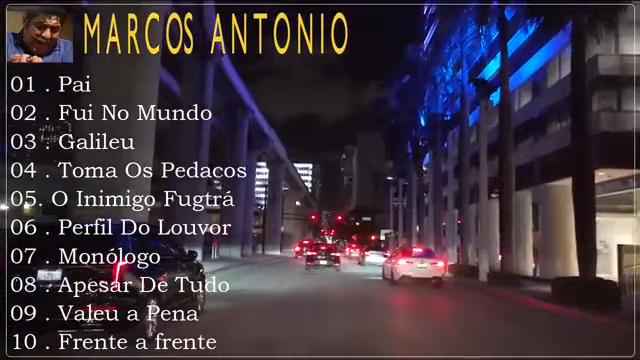 MARCOS ANTONIO
01 . Pai
02 . Fui No Mundo
03 . Galileu
04 . Toma Os Pedacos
05. O Inimigo Fugtrá
06 . Perfil Do Louvor
07 . Monólogo
08 . Apesar De Tudo
09 . Valeu a Pena
10 . Frente a frente